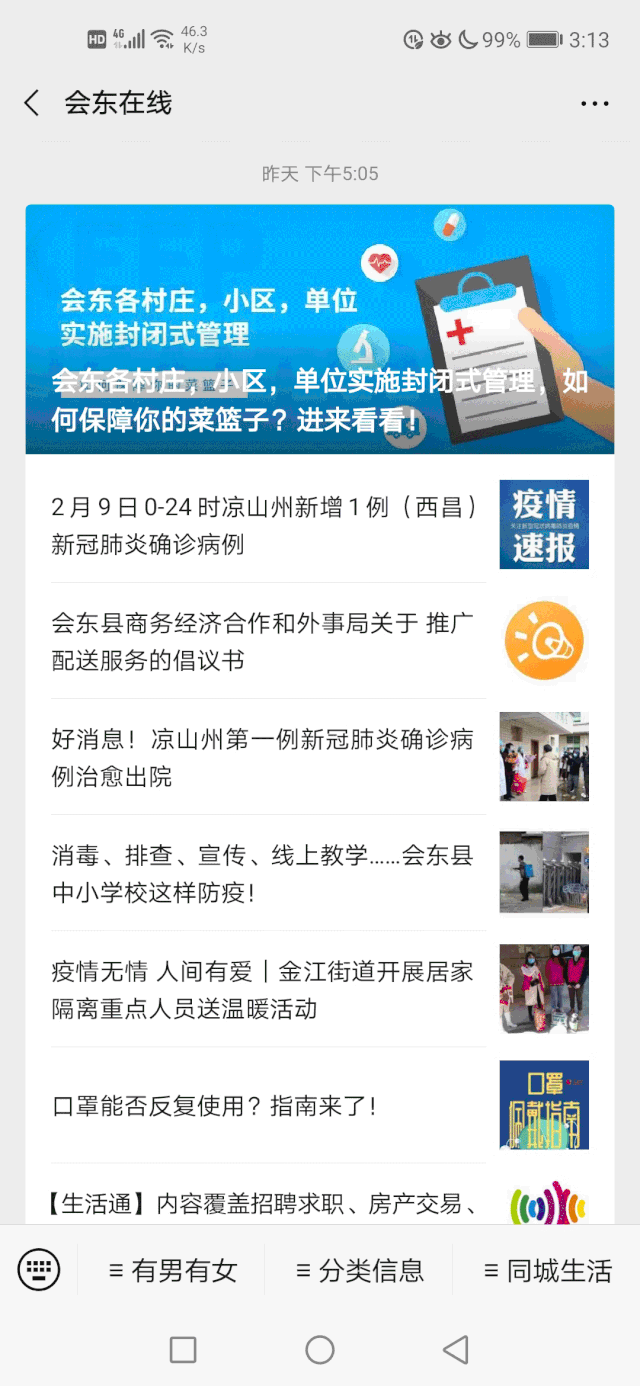 HD 4G 46.3 K/s 99% 3:13
会东在线
昨天 下午5:05
会东各村庄，小区，单位
实施封闭式管理
会东各村庄，小区，单位实施封闭式管理，如
何保障你的菜篮子？进来看看！
2月9日0-24时凉山州新增1例（西昌）
新冠肺炎确诊病例
疫情
速报
会东县商务经济合作和外事局关于 推广
配送服务的倡议书
好消息！凉山州第一例新冠肺炎确诊病
例治愈出院
消毒、排查、宣传、线上教学……会东县
中小学校这样防疫！
疫情无情 人间有爱｜金江街道开展居家
隔离重点人员送温暖活动
口罩能否反复使用？指南来了！
口罩
佩戴指南
【生活通】内容覆盖招聘求职、房产交易、
有男有女
分类信息
同城生活